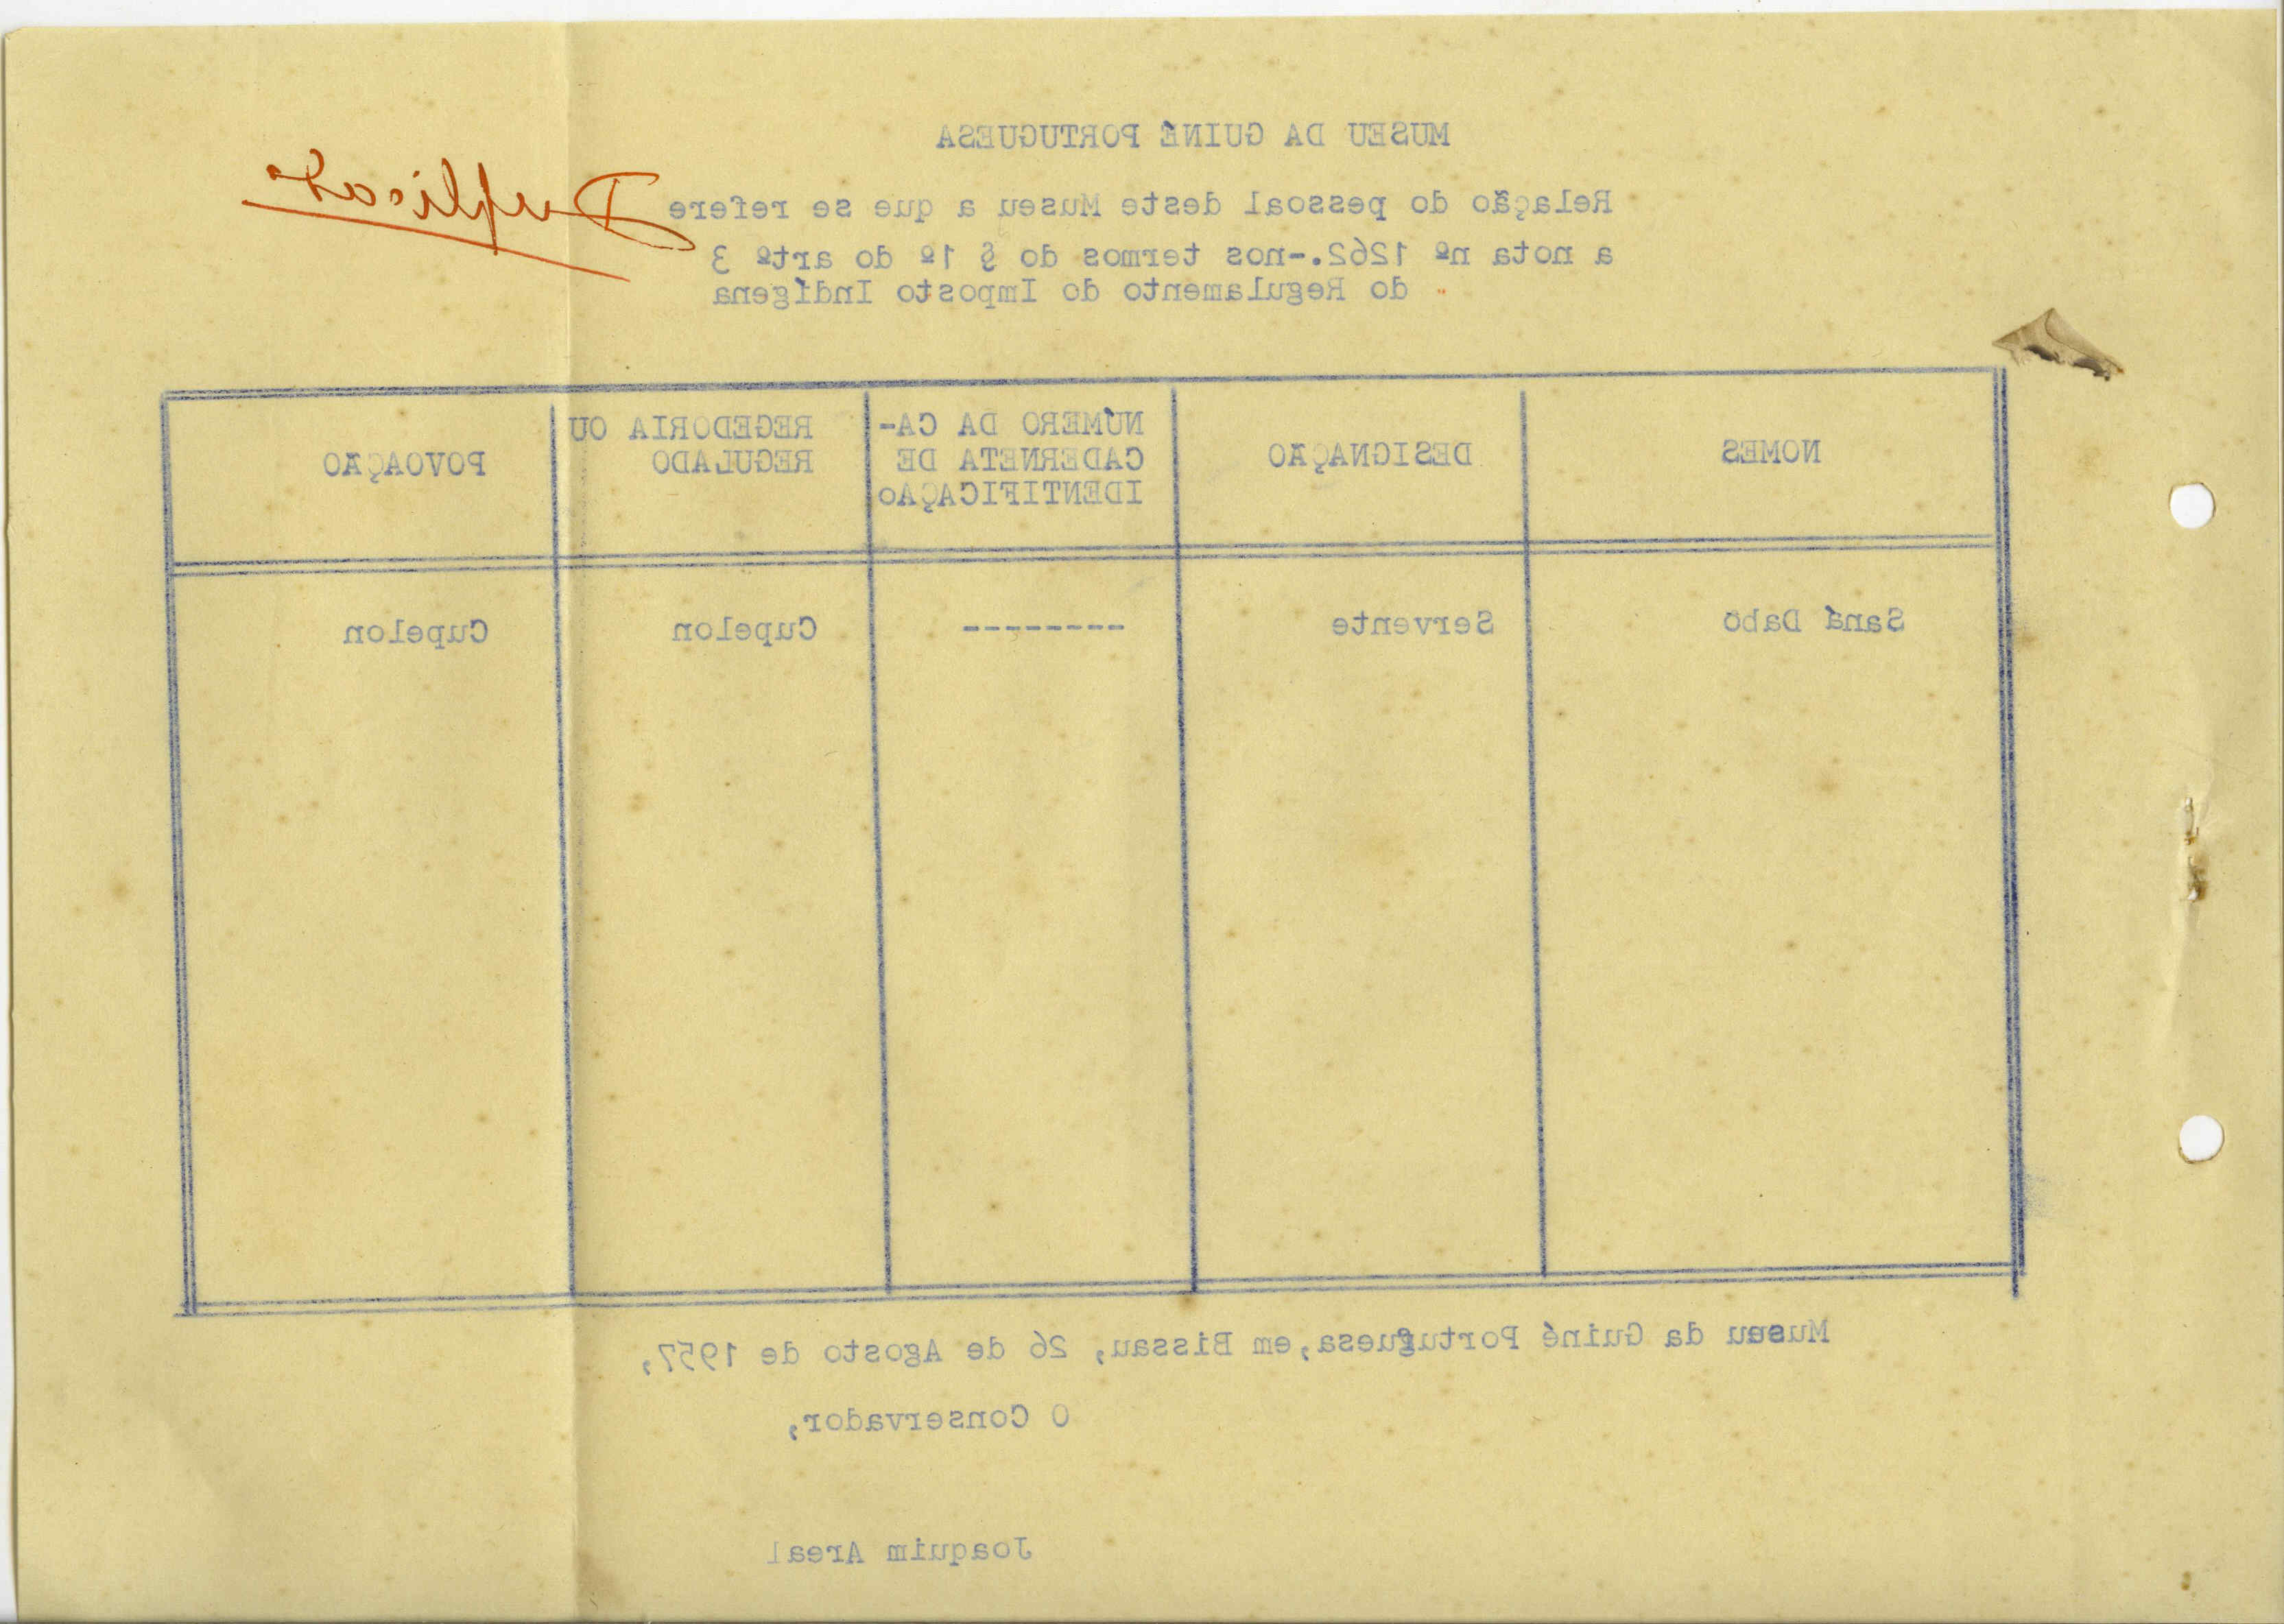 MUSEU DA GUINÉ PORTUGUESA
Duplicado
Relação do pessoal deste Museu a que se refere
a nota nº 1262.-nos termos do § 1º do artº 3
do Regulamento do Imposto Indígena
NOMES
DESIGNAÇÃO
NÚMERO DA CA-
CADERNETA DE
IDENTIFICAÇAo
REGEDORIA OU
REGULADO
POVOAÇÃO
Saná Dabó
Servente
--------
Cupelon
Cupelon
Museu da Guiné Portuguesa, em Bissau, 26 de Agosto de 1957,
O Conservador,
Joaquim Areal